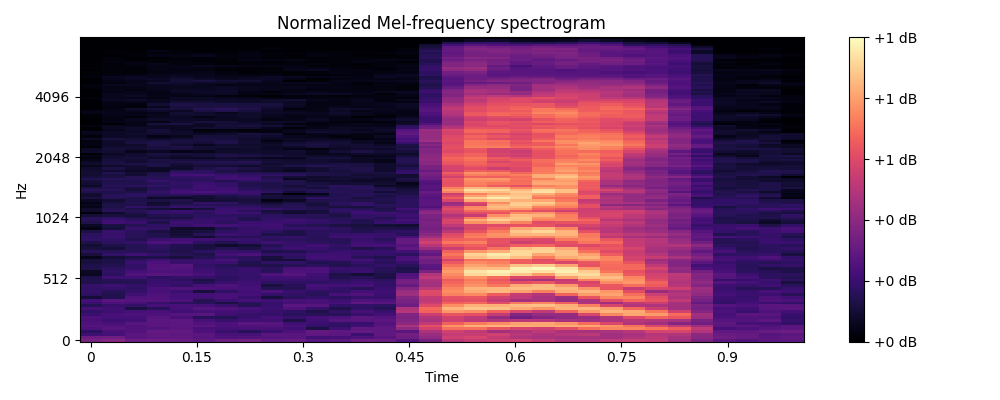 Normalized Mel-frequency spectrogram
Hz
4096
2048
1024
512
0
0 0.15 0.3 0.45 0.6 0.75 0.9
Time
+1 dB
+1 dB
+1 dB
+0 dB
+0 dB
+0 dB